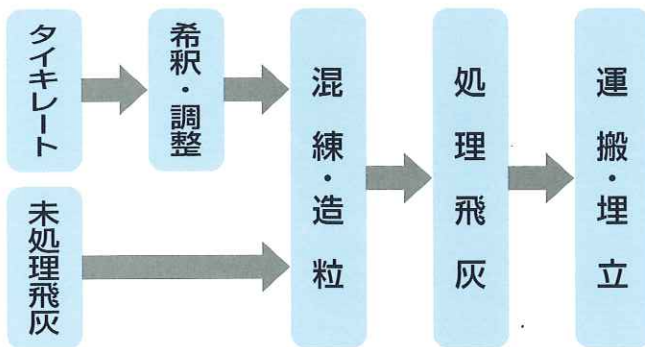 タイキレート
希釈・調整
未処理飛灰
混練・造粒
処理飛灰
運搬・埋立